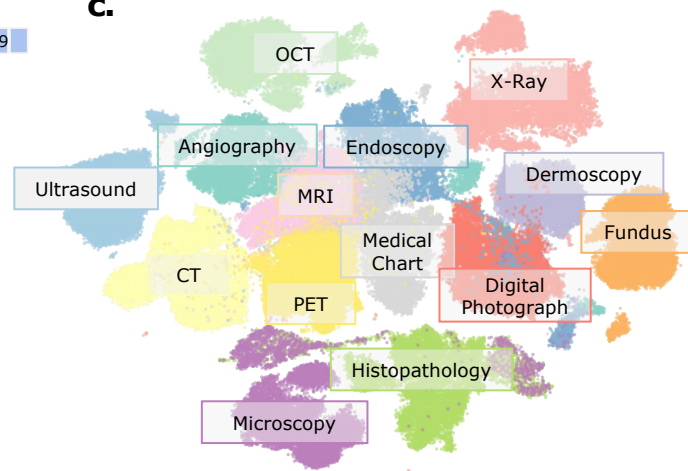 c.
9
OCT
X-Ray
Angiography
Endoscopy
Dermoscopy
Ultrasound
MRI
Fundus
Medical
Chart
CT
PET
Digital
Photograph
Histopathology
Microscopy